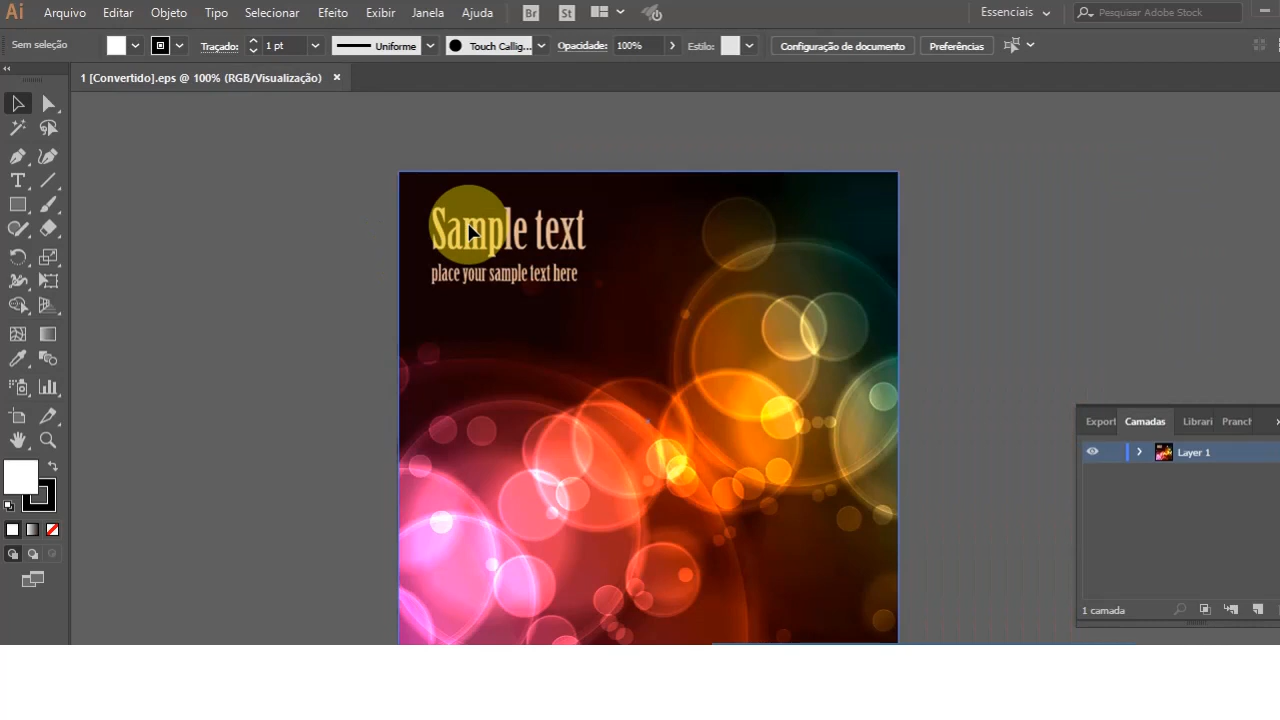 Ai Arquivo Editar Objeto Tipo Selecionar Efeito Exibir Janela Ajuda Br St Essenciais Pesquisar Adobe Stock
Sem seleção Traçado: 1 pt Uniforme Touch Callig... Opacidade: 100% Estilo: Configuração de documento Preferências
1 [Convertido].eps @ 100% (RGB/Visualização) ×
Sample text
place your sample text here
Export Camadas Librari Pranch
Layer 1
1 camada